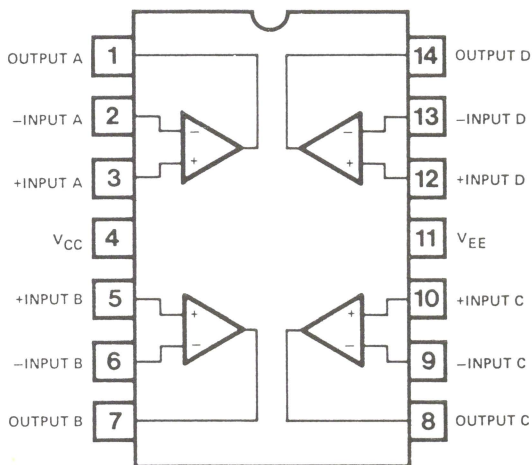 OUTPUT A 1 14 OUTPUT D
−INPUT A 2 13 −INPUT D
− −
+INPUT A 3 + + 12 +INPUT D
VCC 4 11 VEE
+INPUT B 5 10 +INPUT C
+ +
−INPUT B 6 − − 9 −INPUT C
OUTPUT B 7 8 OUTPUT C